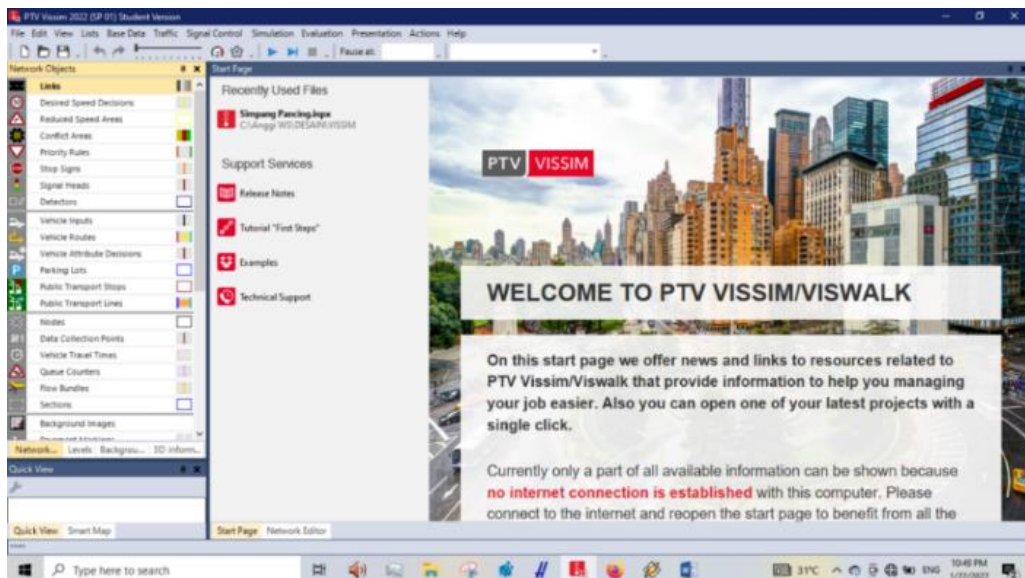 PTV Vissim 2022 (SP 01) Student Version
File Edit View Lists Base Data Traffic Signal Control Simulation Evaluation Presentation Actions Help
Pause at:
Network Objects
Start Page
Links
Desired Speed Decisions
Reduced Speed Areas
Conflict Areas
Priority Rules
Stop Signs
Signal Heads
Detectors
Vehicle Inputs
Vehicle Routes
Vehicle Attribute Decisions
Parking Lots
Public Transport Stops
Public Transport Lines
Nodes
Data Collection Points
Vehicle Travel Times
Queue Counters
Flow Bundles
Sections
Background Images
Pavement Markings
Network... Levels Backgrou... 3D inform...
Quick View
Quick View Smart Map
Recently Used Files
Simpang Pancing.inpx
C:\Anggi WS\DESAIN\VISSIM
Support Services
Release Notes
Tutorial "First Steps"
Examples
Technical Support
PTV VISSIM
WELCOME TO PTV VISSIM/VISWALK
On this start page we offer news and links to resources related to
PTV Vissim/Viswalk that provide information to help you managing
your job easier. Also you can open one of your latest projects with a
single click.
Currently only a part of all available information can be shown because
no internet connection is established with this computer. Please
connect to the internet and reopen the start page to benefit from all the
Start Page Network Editor
Type here to search
31°C
ENG
10:48 PM